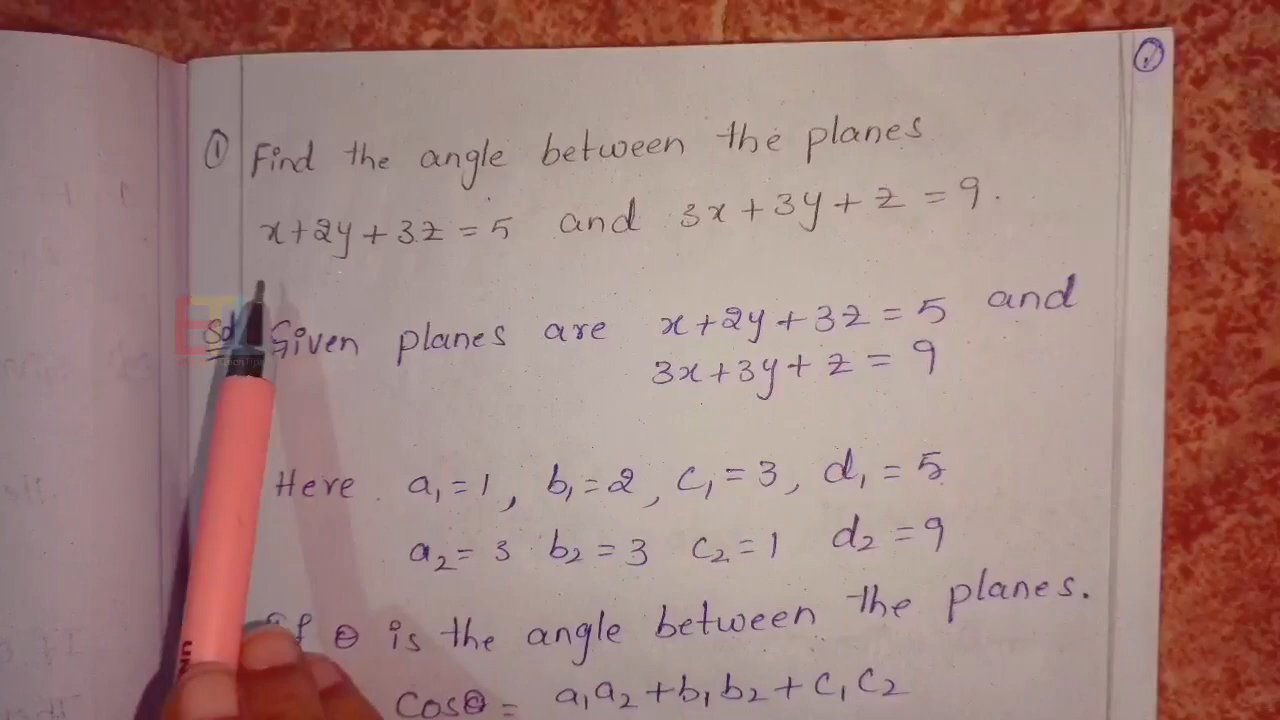 ① Find the angle between the planes
x+2y+3z=5 and 3x+3y+z=9.
Sol Given planes are x+2y+3z=5 and
3x+3y+z=9
Here a₁=1, b₁=2, c₁=3, d₁=5
a₂=3 b₂=3 c₂=1 d₂=9
If θ is the angle between the planes.
Cosθ= a₁a₂+b₁b₂+c₁c₂